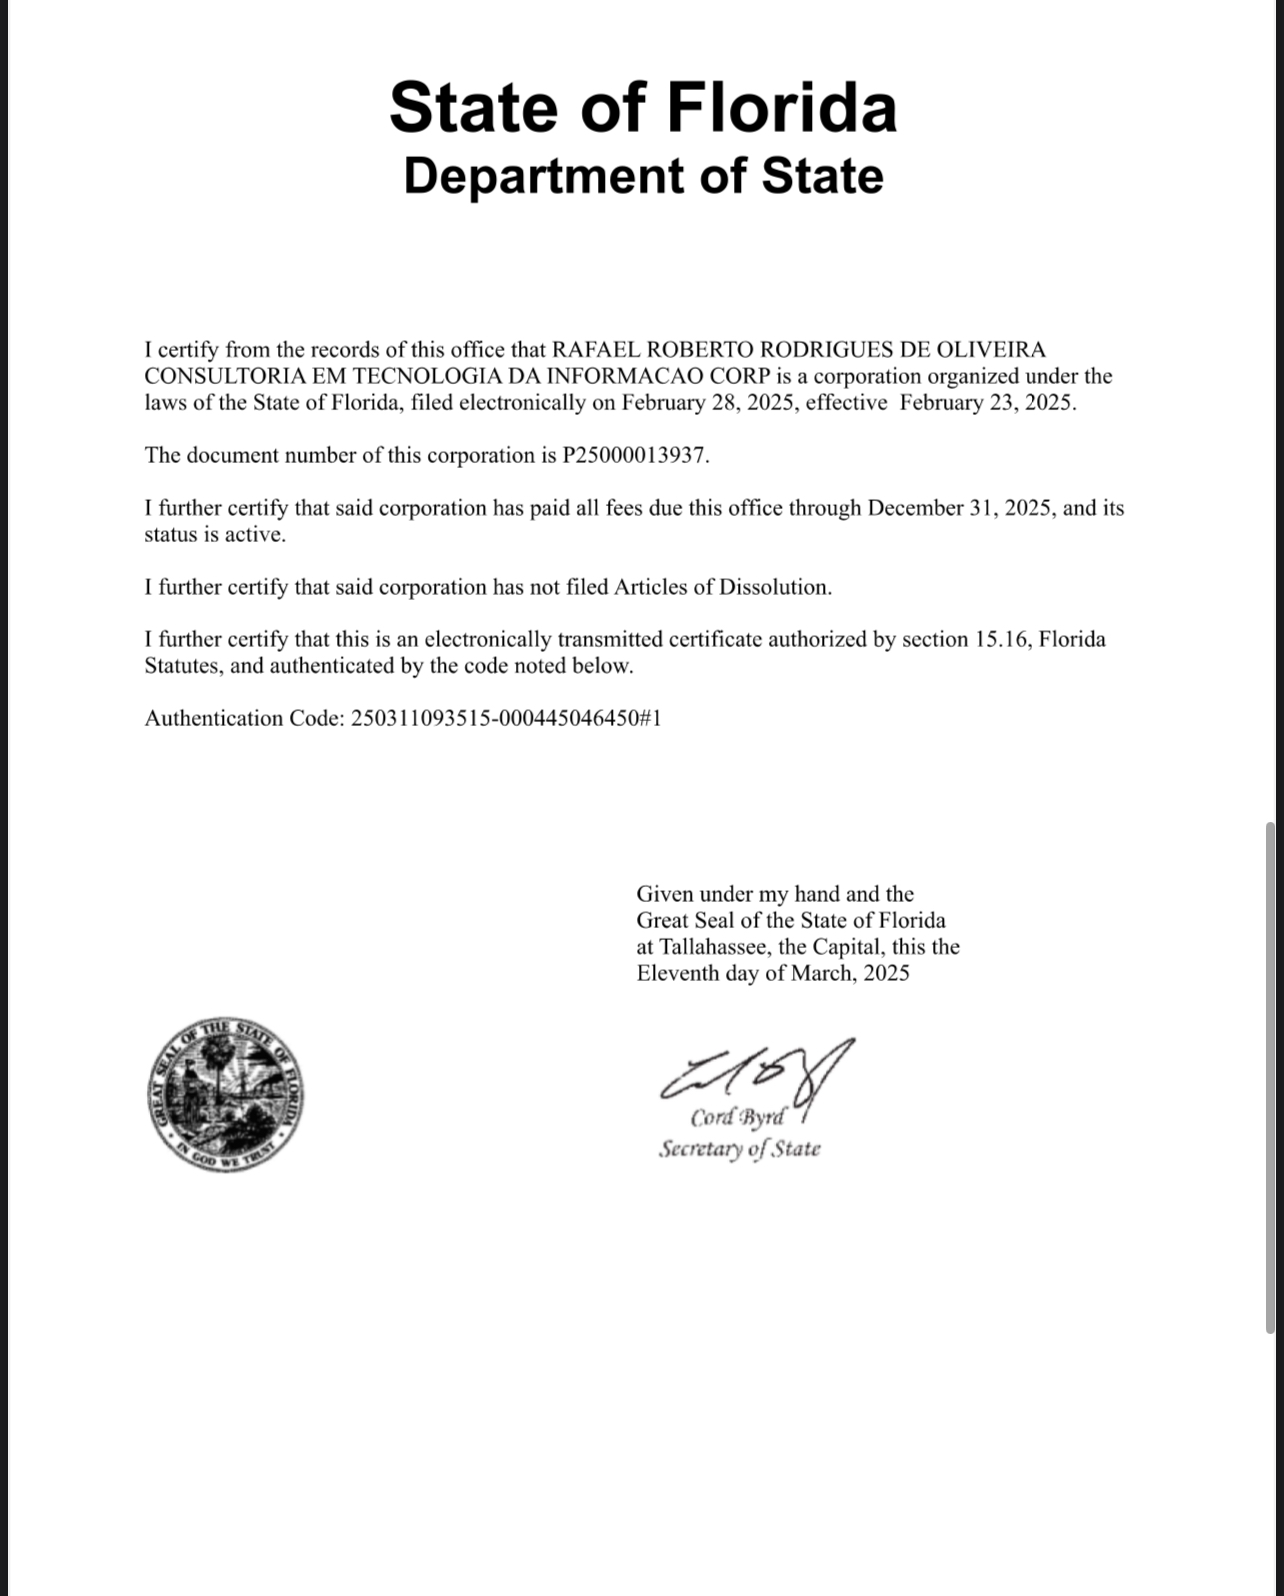 State of Florida
Department of State
I certify from the records of this office that RAFAEL ROBERTO RODRIGUES DE OLIVEIRA
CONSULTORIA EM TECNOLOGIA DA INFORMACAO CORP is a corporation organized under the
laws of the State of Florida, filed electronically on February 28, 2025, effective  February 23, 2025.
The document number of this corporation is P25000013937.
I further certify that said corporation has paid all fees due this office through December 31, 2025, and its
status is active.
I further certify that said corporation has not filed Articles of Dissolution.
I further certify that this is an electronically transmitted certificate authorized by section 15.16, Florida
Statutes, and authenticated by the code noted below.
Authentication Code: 250311093515-000445046450#1
Given under my hand and the
Great Seal of the State of Florida
at Tallahassee, the Capital, this the
Eleventh day of March, 2025
GREAT SEAL OF THE STATE OF FLORIDA
IN GOD WE TRUST
Cord Byrd
Secretary of State